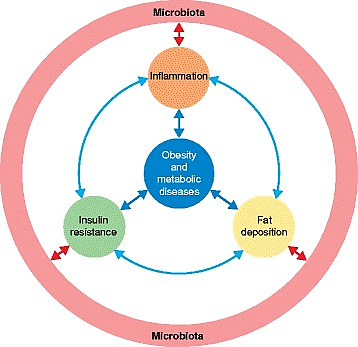 Microbiota
Inflammation
Obesity
and
metabolic
diseases
Insulin
resistance
Fat
deposition
Microbiota